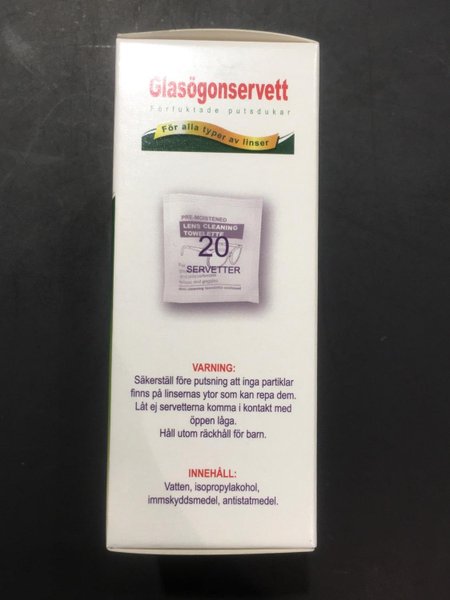 Glasögonservett
Förfuktade putsdukar
För alla typer av linser
PRE-MOISTENED
LENS CLEANING
TOWELETTE
20
SERVETTER
VARNING:
Säkerställ före putsning att inga partiklar
finns på linsernas ytor som kan repa dem.
Låt ej servetterna komma i kontakt med
öppen låga.
Håll utom räckhåll för barn.
INNEHÅLL:
Vatten, isopropylakohol,
immskyddsmedel, antistatmedel.